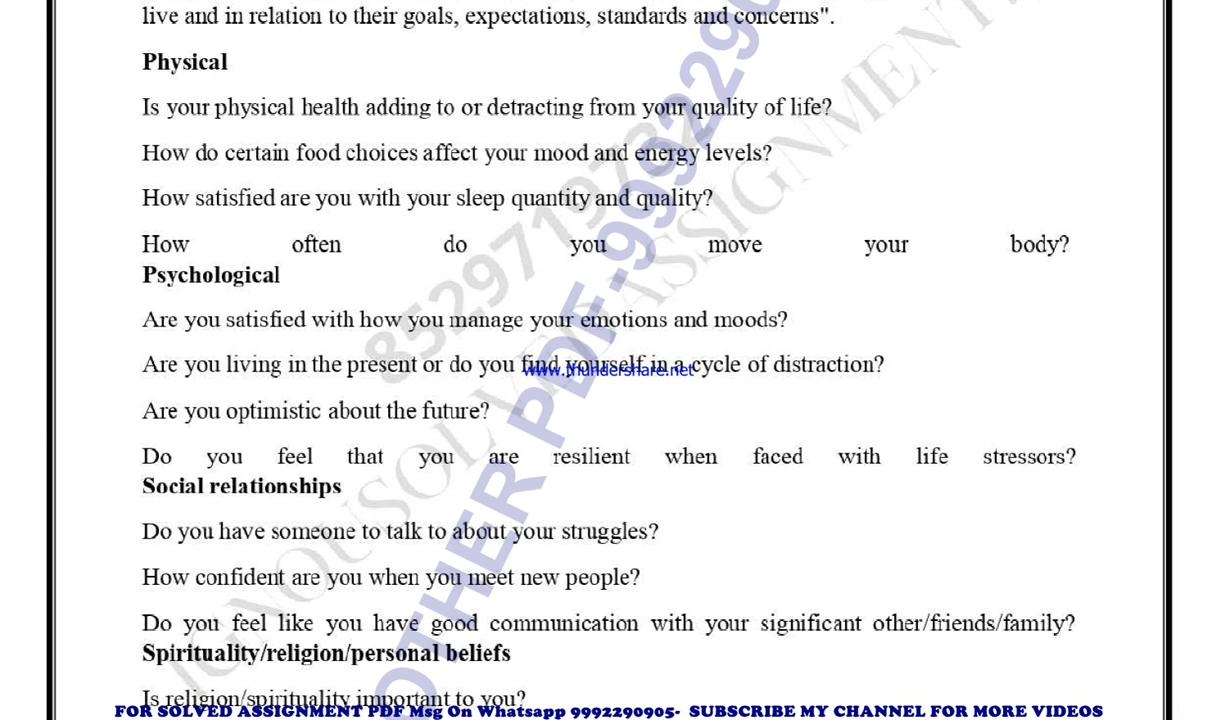 live and in relation to their goals, expectations, standards and concerns".
Physical
Is your physical health adding to or detracting from your quality of life?
How do certain food choices affect your mood and energy levels?
How satisfied are you with your sleep quantity and quality?
How often do you move your body?
Psychological
Are you satisfied with how you manage your emotions and moods?
Are you living in the present or do you find yourself in a cycle of distraction?
www.thundershare.net
Are you optimistic about the future?
Do you feel that you are resilient when faced with life stressors?
Social relationships
Do you have someone to talk to about your struggles?
How confident are you when you meet new people?
Do you feel like you have good communication with your significant other/friends/family?
Spirituality/religion/personal beliefs
Is religion/spirituality important to you?
FOR SOLVED ASSIGNMENT PDF Msg On Whatsapp 9992290905- SUBSCRIBE MY CHANNEL FOR MORE VIDEOS